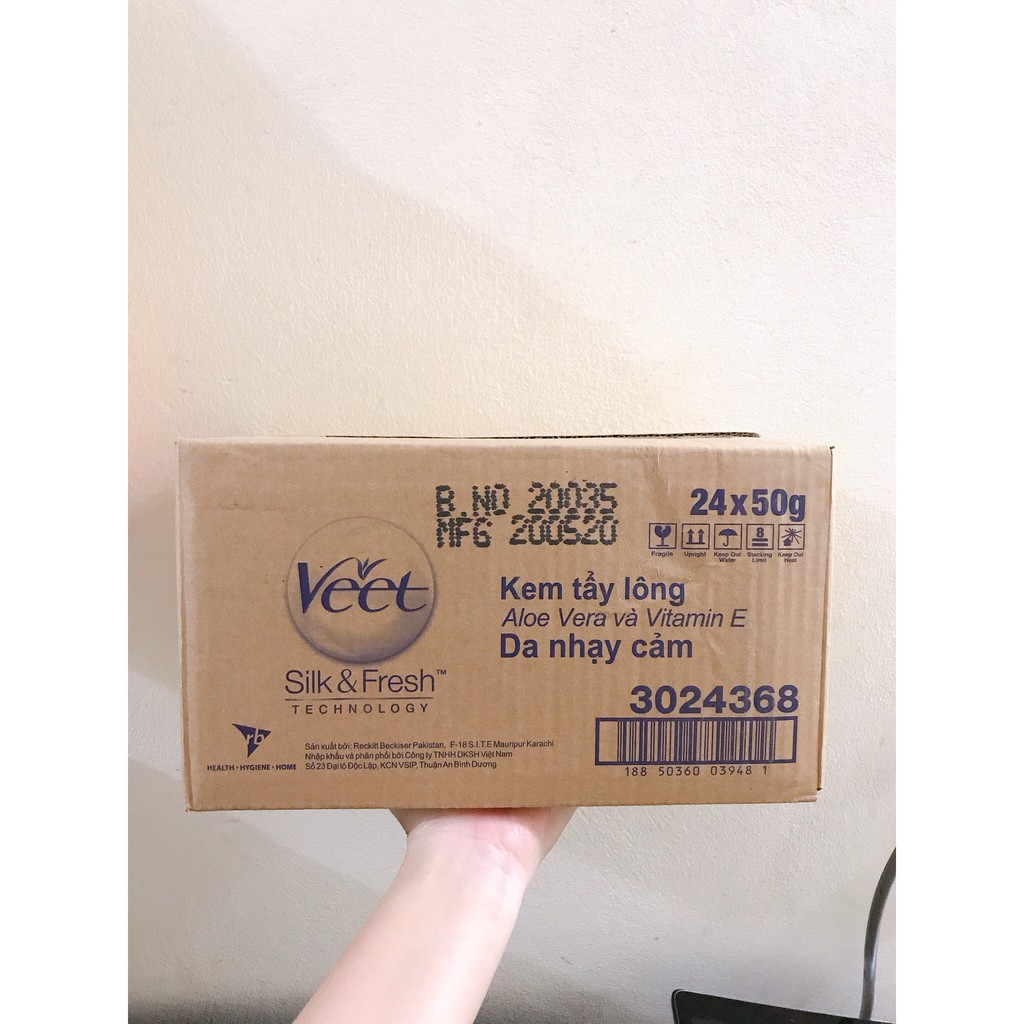 B.NO 20035
MFG 200520
24x50g
Fragile
Upright
Keep Out Water
8
Stacking Limit
Keep Out Heat
Veet
Silk & Fresh™
TECHNOLOGY
Kem tẩy lông
Aloe Vera và Vitamin E
Da nhạy cảm
3024368
188 50360 03948 1
rb
HEALTH • HYGIENE • HOME
Sản xuất bởi: Reckitt Beckiser Pakistan, F-18 S.I.T.E Mauripur Karachi
Nhập khẩu và phân phối bởi Công ty TNHH DKSH Việt Nam
Số 23 Đại lộ Độc Lập, KCN VSIP, Thuận An Bình Dương